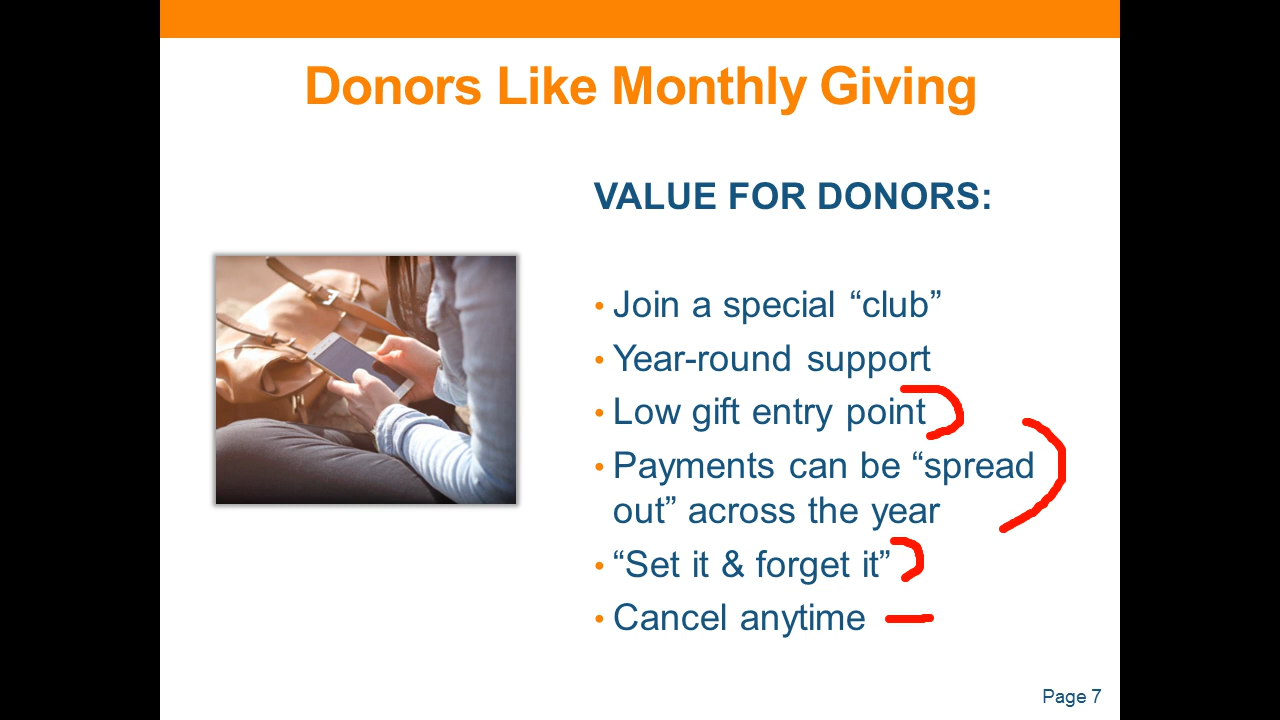 Donors Like Monthly Giving
VALUE FOR DONORS:
• Join a special “club”
• Year-round support
• Low gift entry point
• Payments can be “spread
out” across the year
• “Set it & forget it”
• Cancel anytime
Page 7